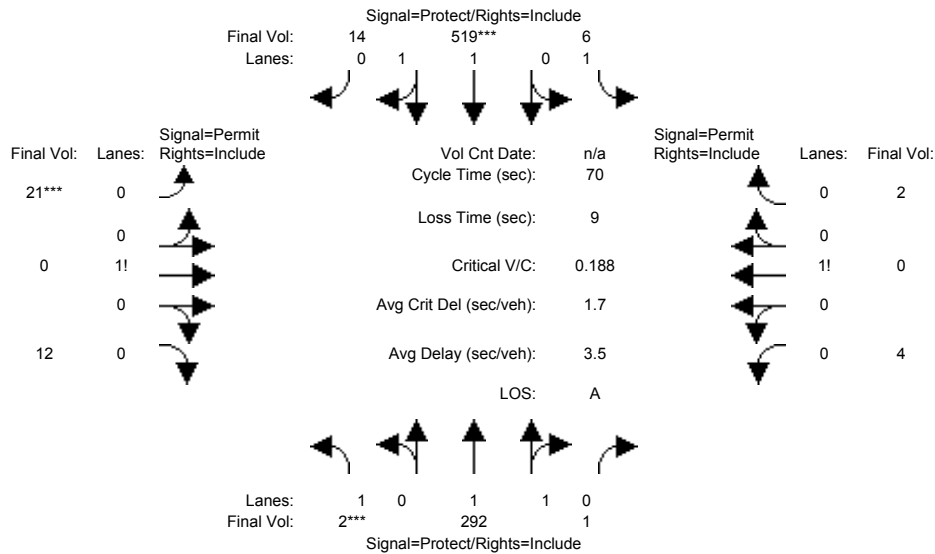 Signal=Protect/Rights=Include
Final Vol: 14 519*** 6
Lanes: 0 1 1 0 1
Signal=Permit
Final Vol: Lanes: Rights=Include
Vol Cnt Date: n/a
Signal=Permit
Rights=Include Lanes: Final Vol:
Cycle Time (sec): 70
21*** 0
0 2
Loss Time (sec): 9
0
0
0 1!
Critical V/C: 0.188
1! 0
0
Avg Crit Del (sec/veh): 1.7
0
12 0
Avg Delay (sec/veh): 3.5
0 4
LOS: A
Lanes: 1 0 1 1 0
Final Vol: 2*** 292 1
Signal=Protect/Rights=Include